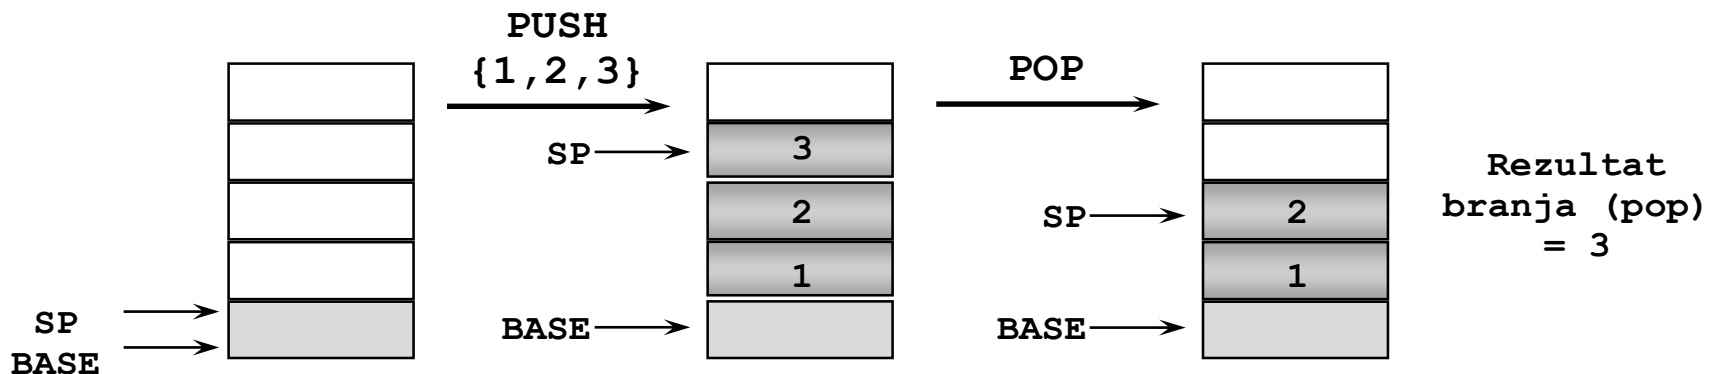 PUSH
{1,2,3}
POP
SP
BASE
SP
3
2
1
BASE
SP
2
1
BASE
Rezultat
branja (pop)
= 3